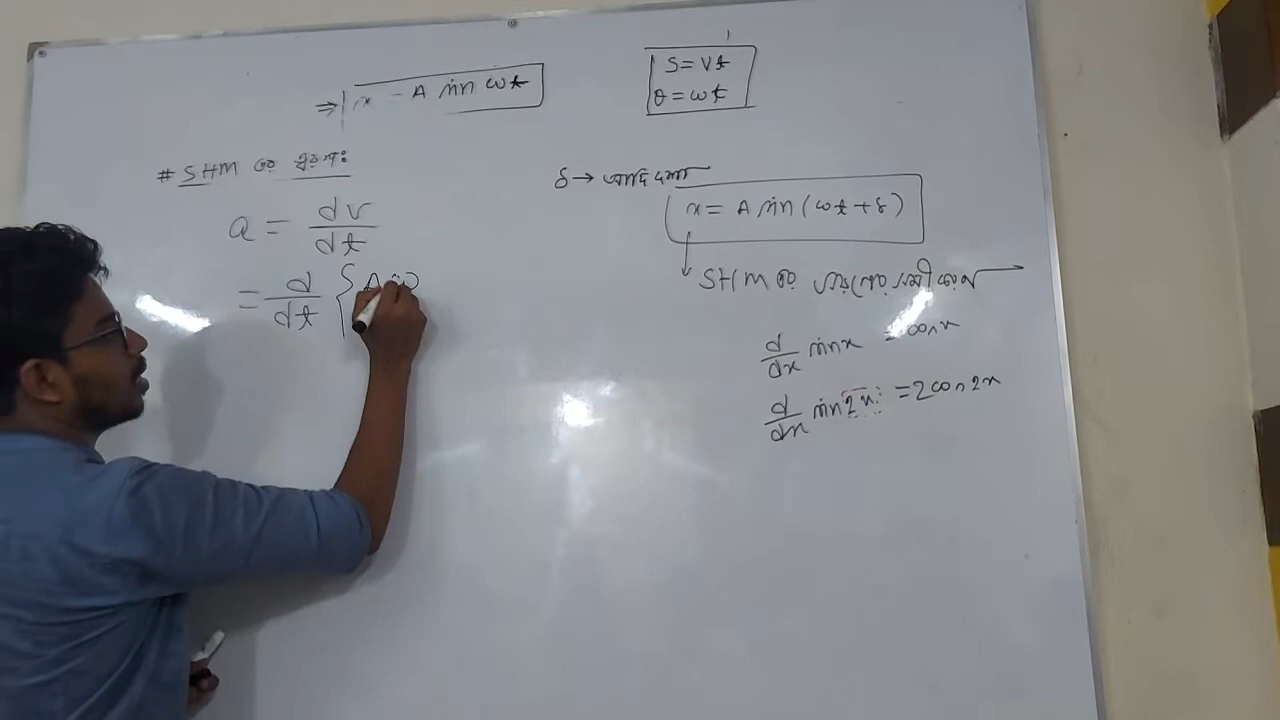 ⇒ x = A sin ωt
S = vt
θ = ωt
# SHM এর ত্বরণঃ
a = dv/dt
= d/dt { Aω
δ → আদি দশা
x = A sin (ωt + δ)
SHM এর সরণের সমীকরণ
d/dx sin x = cos x
d/dx sin 2x = 2 cos 2x